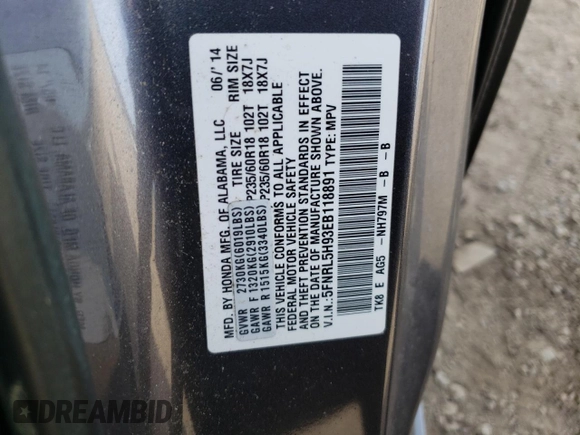 MFD. BY HONDA MFG. OF ALABAMA, LLC 06/'14
TIRE SIZE RIM SIZE
GVWR 2730KG(6019LBS)
GAWR F 1320KG(2910LBS) P235/60R18 102T 18X7J
GAWR R 1515KG(3340LBS) P235/60R18 102T 18X7J
THIS VEHICLE CONFORMS TO ALL APPLICABLE
FEDERAL MOTOR VEHICLE SAFETY
AND THEFT PREVENTION STANDARDS IN EFFECT
ON THE DATE OF MANUFACTURE SHOWN ABOVE.
V.I.N.:5FNRL5H93EB118891 TYPE: MPV
TK8 E AG5 -NH797M -B -B
DREAMBID